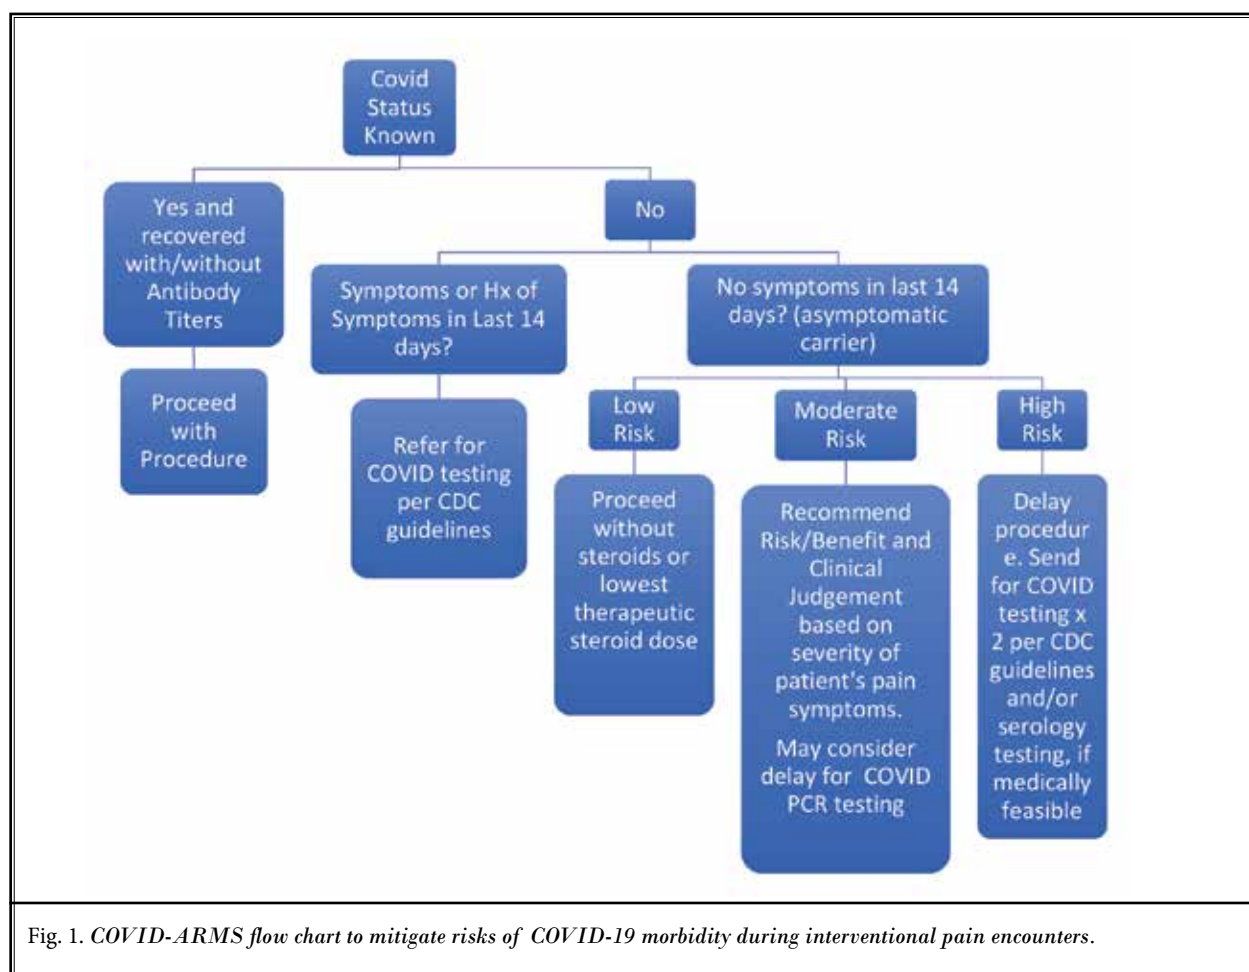 Covid
Status
Known
Yes and
recovered
with/without
Antibody
Titers
No
Symptoms or Hx of
Symptoms in Last 14
days?
No symptoms in last 14
days? (asymptomatic
carrier)
Proceed
with
Procedure
Refer for
COVID testing
per CDC
guidelines
Low
Risk
Moderate
Risk
High
Risk
Proceed
without
steroids or
lowest
therapeutic
steroid dose
Recommend
Risk/Benefit and
Clinical
Judgement
based on
severity of
patient's pain
symptoms.
May consider
delay for COVID
PCR testing
Delay
procedur
e. Send
for COVID
testing x
2 per CDC
guidelines
and/or
serology
testing, if
medically
feasible
Fig. 1. COVID-ARMS flow chart to mitigate risks of COVID-19 morbidity during interventional pain encounters.